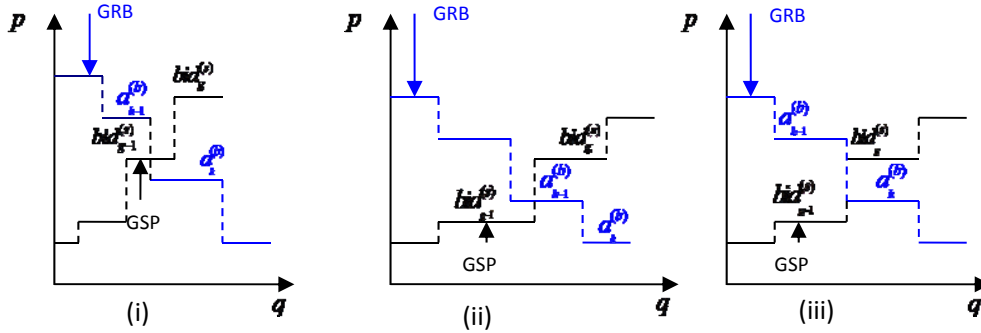 GRB
p
bid_g^(s)
a_{k-1}^(b)
bid_{g-1}^(s)
a_k^(b)
GSP
q
(i)
GRB
p
bid_g^(s)
a_{k-1}^(b)
bid_{g-1}^(s)
a_k^(b)
GSP
q
(ii)
GRB
p
a_{k-1}^(b)
bid_g^(s)
a_k^(b)
bid_{g-1}^(s)
GSP
q
(iii)